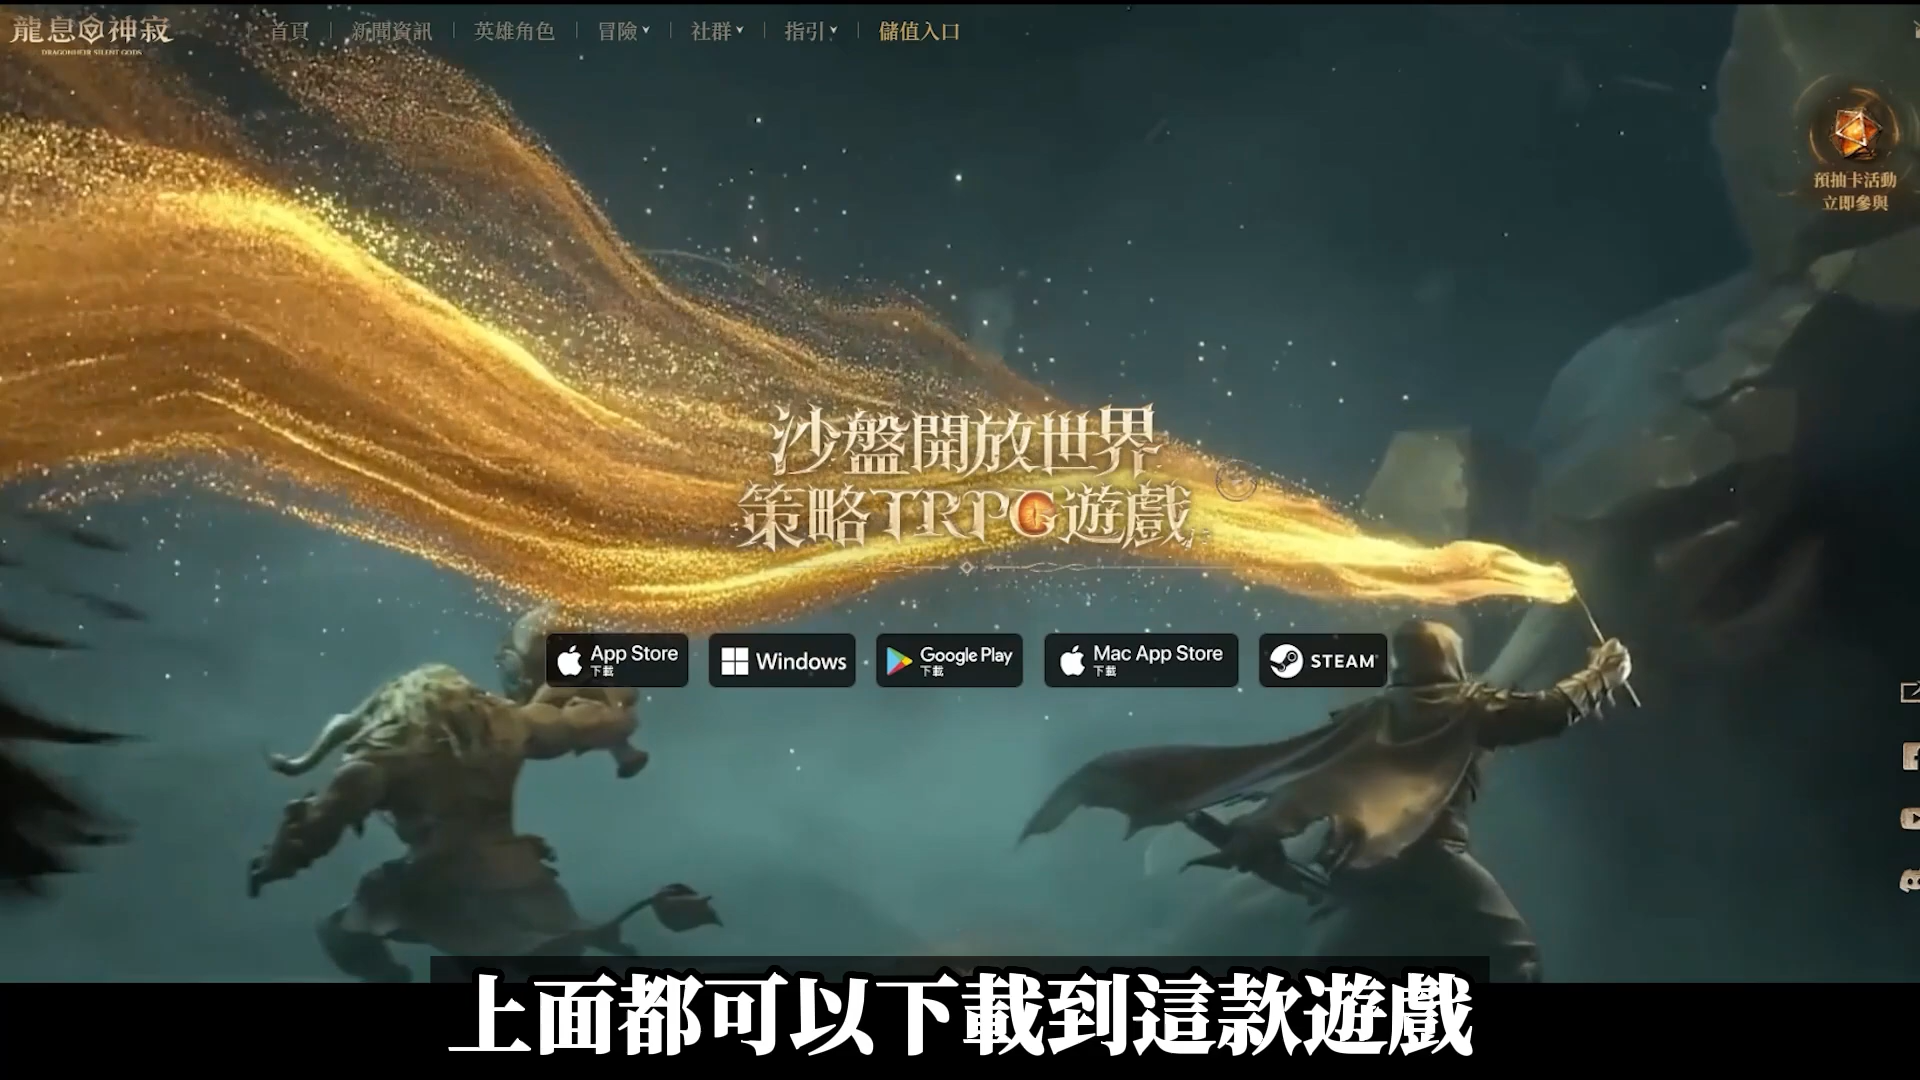 龍息神寂
DRAGONHEIR SILENT GODS
首頁
新聞資訊
英雄角色
冒險
社群
指引
儲值入口
預抽卡活動
立即參與
沙盤開放世界
策略TRPG遊戲
App Store
下載
Windows
Google Play
下載
Mac App Store
下載
STEAM
上面都可以下載到這款遊戲